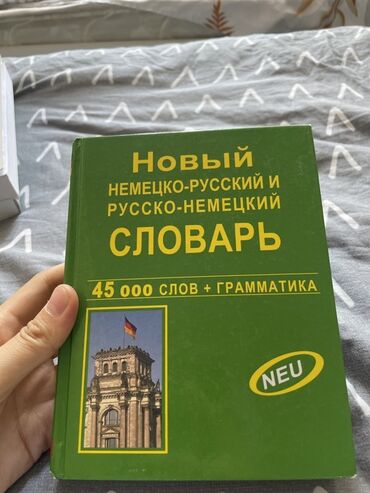 НОВЫЙ
НЕМЕЦКО-РУССКИЙ И
РУССКО-НЕМЕЦКИЙ
СЛОВАРЬ
45 000 СЛОВ + ГРАММАТИКА
NEU